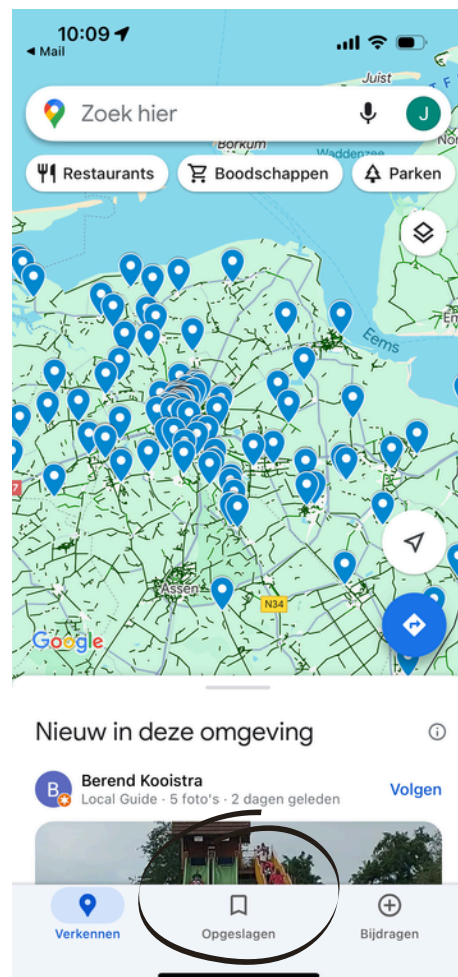 10:09
◀ Mail
Juist
Zoek hier
J
Borkum
Waddenzee
Restaurants
Boodschappen
Parken
Eems
7
Assen
N34
Google
Nieuw in deze omgeving
B
Berend Kooistra
Local Guide · 5 foto's · 2 dagen geleden
Volgen
Verkennen
Opgeslagen
Bijdragen